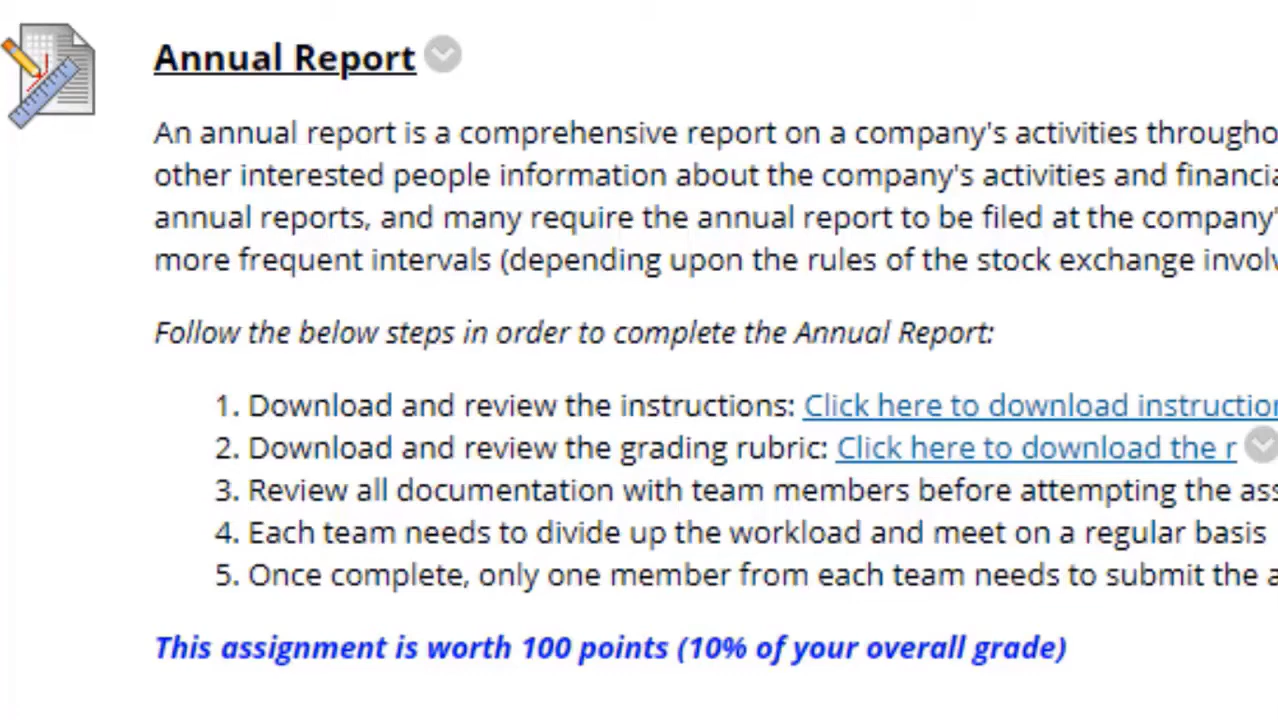 Annual Report
An annual report is a comprehensive report on a company's activities
other interested people information about the company's activities and
annual reports, and many require the annual report to be filed at the company'
more frequent intervals (depending upon the rules of the stock exchange
Follow the below steps in order to complete the Annual Report:
1. Download and review the instructions: Click here to download
2. Download and review the grading rubric: Click here to download the r
3. Review all documentation with team members before attempting the
4. Each team needs to divide up the workload and meet on a regular basis
5. Once complete, only one member from each team needs to submit the a
This assignment is worth 100 points (10% of your overall grade)